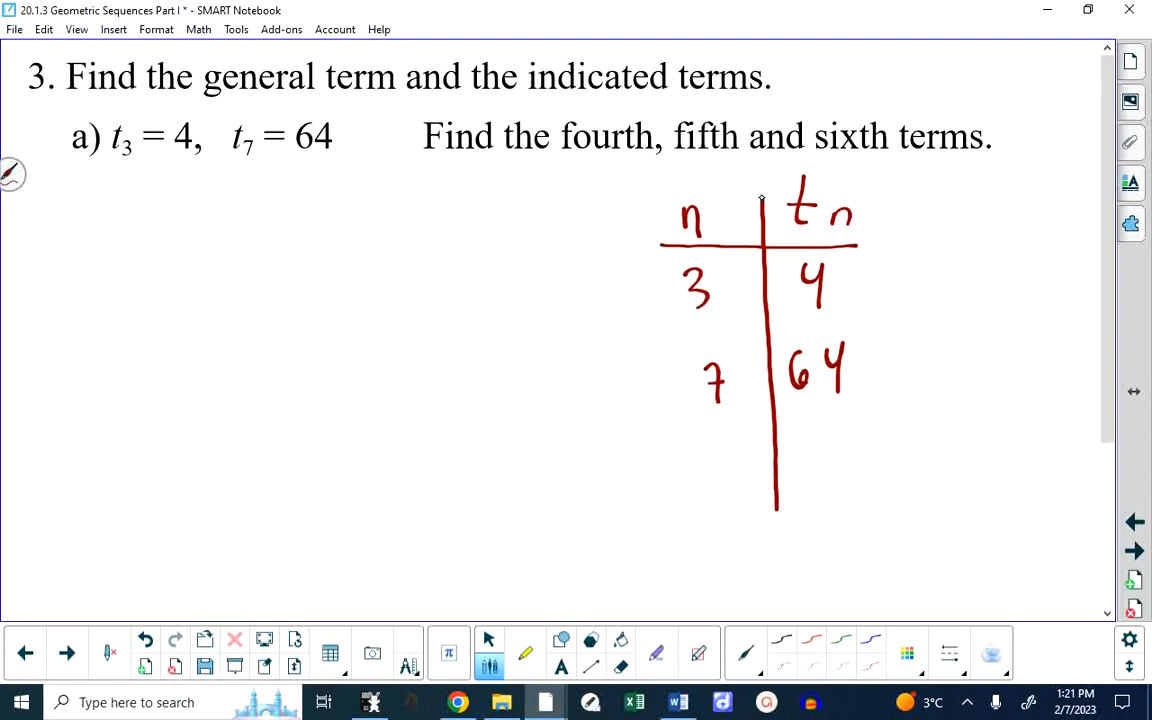 20.1.3 Geometric Sequences Part I * - SMART Notebook
File Edit View Insert Format Math Tools Add-ons Account Help
3. Find the general term and the indicated terms.
a) t₃ = 4, t₇ = 64 Find the fourth, fifth and sixth terms.
n tₙ
3 4
7 64
π
A
Type here to search
3°C
1:21 PM
2/7/2023